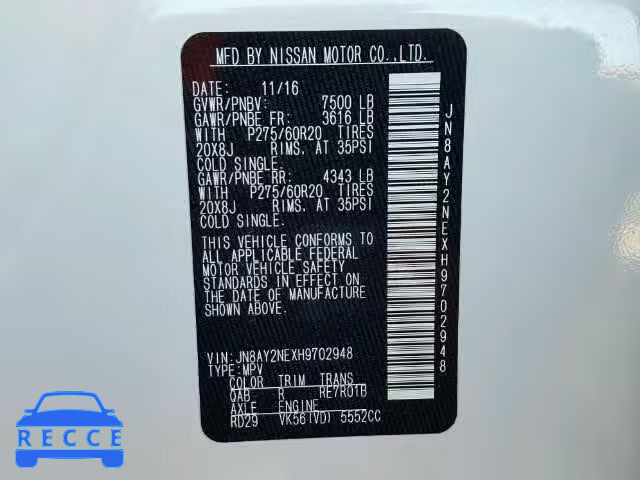 MFD BY NISSAN MOTOR CO.,LTD.
DATE: 11/16
GVWR/PNBV: 7500 LB
GAWR/PNBE FR: 3616 LB
WITH P275/60R20 TIRES
20X8J RIMS. AT 35PSI
COLD SINGLE.
GAWR/PNBE RR: 4343 LB
WITH P275/60R20 TIRES
20X8J RIMS. AT 35PSI
COLD SINGLE.
THIS VEHICLE CONFORMS TO
ALL APPLICABLE FEDERAL
MOTOR VEHICLE SAFETY
STANDARDS IN EFFECT ON
THE DATE OF MANUFACTURE
SHOWN ABOVE.
VIN: JN8AY2NEXH9702948
TYPE: MPV
COLOR TRIM TRANS
QAB R RE7R01B
AXLE ENGINE
RD29 VK56(VD) 5552CC
JN8AY2NEXH9702948
RECCE
.COM